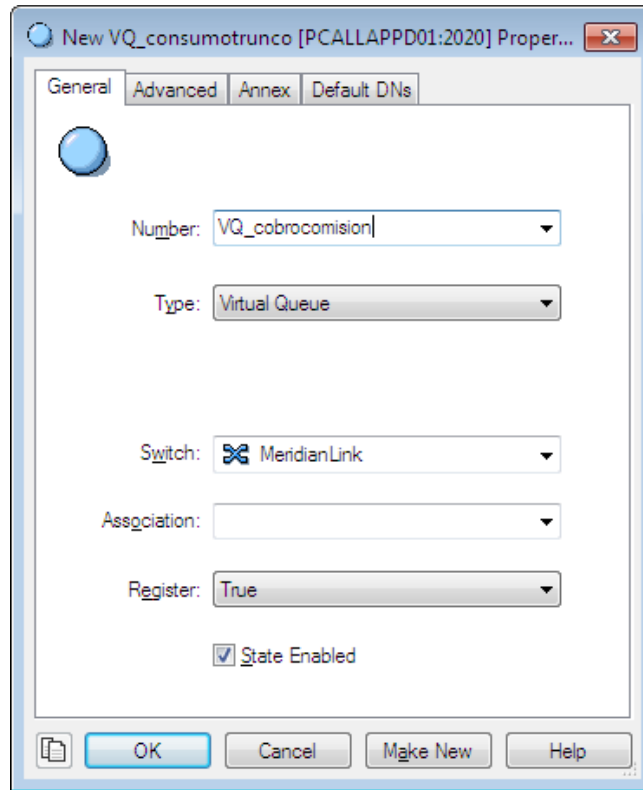 New VQ_consumotrunco [PCALLAPPD01:2020] Proper...
General Advanced Annex Default DNs
Number: VQ_cobrocomision
Type: Virtual Queue
Switch: MeridianLink
Association:
Register: True
State Enabled
OK Cancel Make New Help